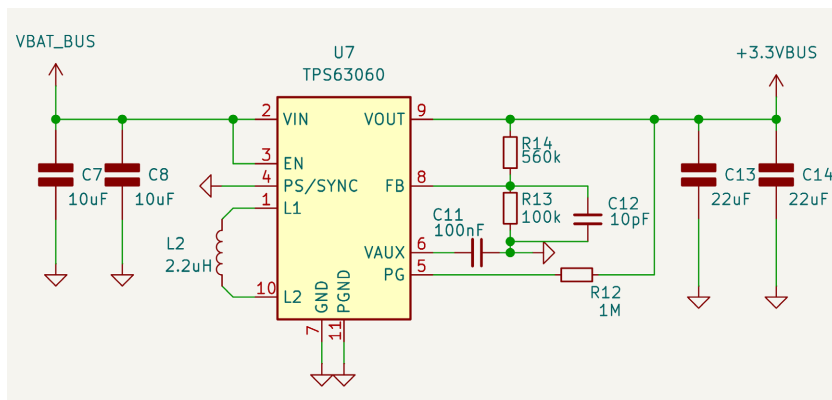 VBAT_BUS
U7
TPS63060
+3.3VBUS
2
VIN
VOUT
9
R14
560k
3
EN
C7
10uF
C8
10uF
4
PS/SYNC
FB
8
C13
22uF
C14
22uF
1
L1
R13
100k
C12
10pF
C11
100nF
L2
2.2uH
VAUX
6
PG
5
10
L2
R12
1M
GND
PGND
7
11